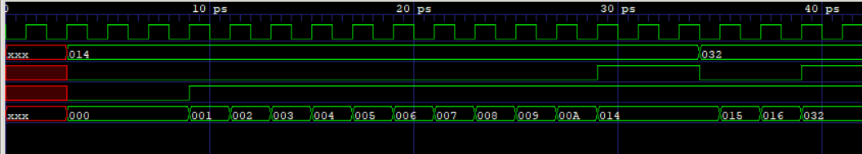 10 ps 20 ps 30 ps 40 ps
xxx 014 032
xxx 000 001 002 003 004 005 006 007 008 009 00A 014 015 016 032